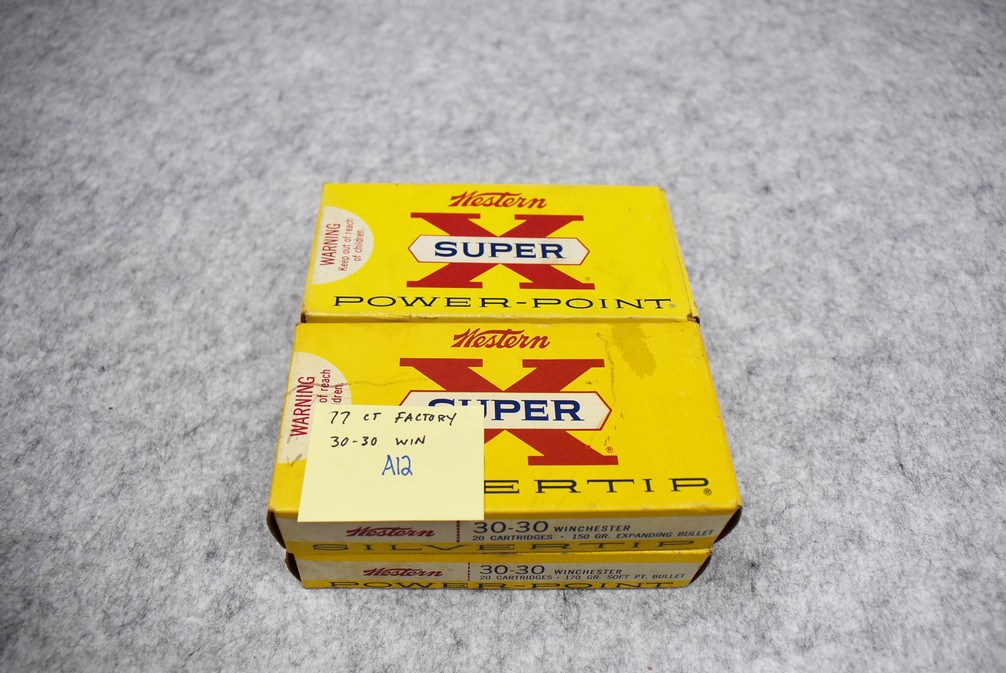 Western
X
SUPER
POWER-POINT
WARNING
Keep out of reach
of children.
Western
X
SUPER
ERTIP®
WARNING
of reach
dren.
77 CT FACTORY
30-30 WIN
A12
Western
30-30 WINCHESTER
20 CARTRIDGES • 150 GR. EXPANDING BULLET
SILVERTIP
Western
30-30 WINCHESTER
20 CARTRIDGES • 170 GR. SOFT PT. BULLET
POWER-POINT